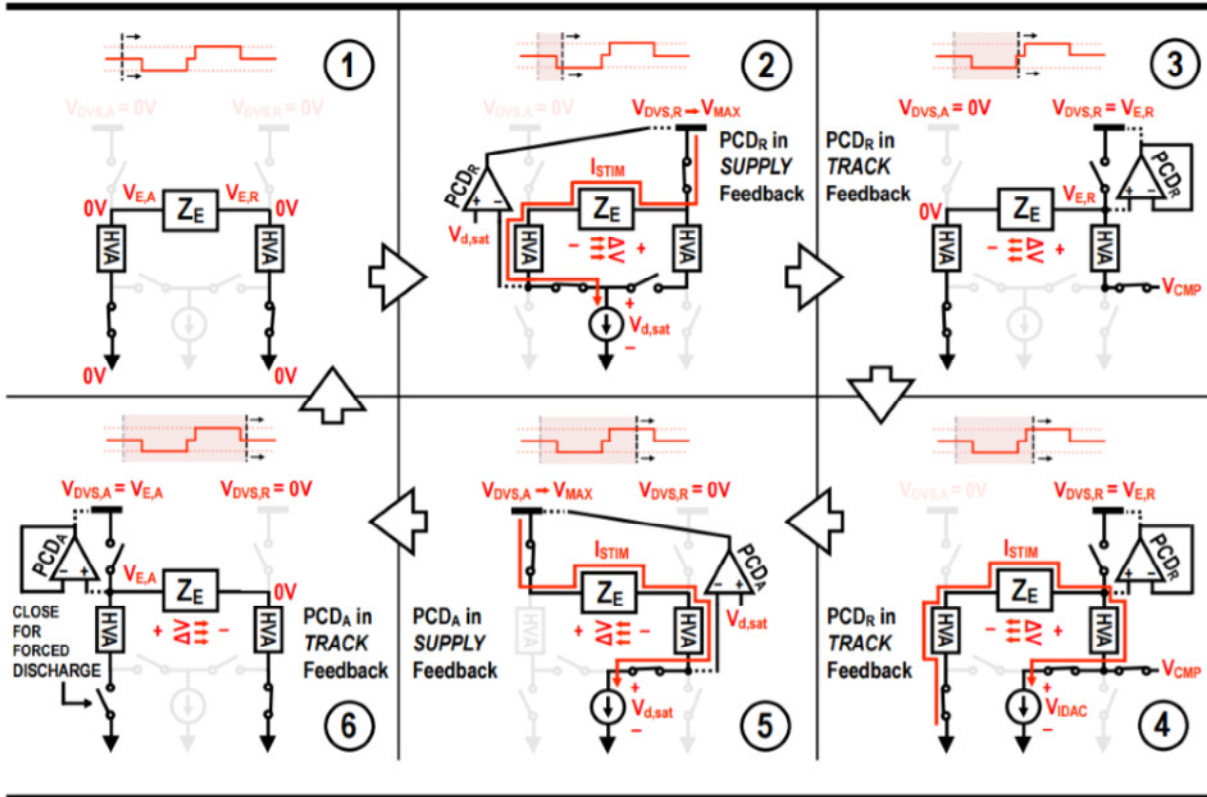 1
V_DVS,A = 0V
V_DVS,R = 0V
V_E,A
V_E,R
0V
0V
Z_E
HVA
HVA
0V
0V
2
V_DVS,A = 0V
V_DVS,R → V_MAX
PCD_R
+ −
V_d,sat
I_STIM
Z_E
PCD_R in
SUPPLY
Feedback
HVA
− ΔV +
HVA
+
V_d,sat
−
3
V_DVS,A = 0V
V_DVS,R = V_E,R
PCD_R in
TRACK
Feedback
0V
Z_E
V_E,R
PCD_R
+ −
HVA
− ΔV +
HVA
V_CMP
6
V_DVS,A = V_E,A
V_DVS,R = 0V
PCD_A
− +
V_E,A
Z_E
0V
CLOSE
FOR
FORCED
DISCHARGE
HVA
+ ΔV −
HVA
PCD_A in
TRACK
Feedback
5
V_DVS,A → V_MAX
V_DVS,R = 0V
I_STIM
Z_E
PCD_A
− +
V_d,sat
PCD_A in
SUPPLY
Feedback
HVA
+ ΔV −
HVA
+
V_d,sat
−
4
V_DVS,A = 0V
V_DVS,R = V_E,R
I_STIM
Z_E
PCD_R
+ −
PCD_R in
TRACK
Feedback
HVA
− ΔV +
HVA
V_CMP
+
V_IDAC
−